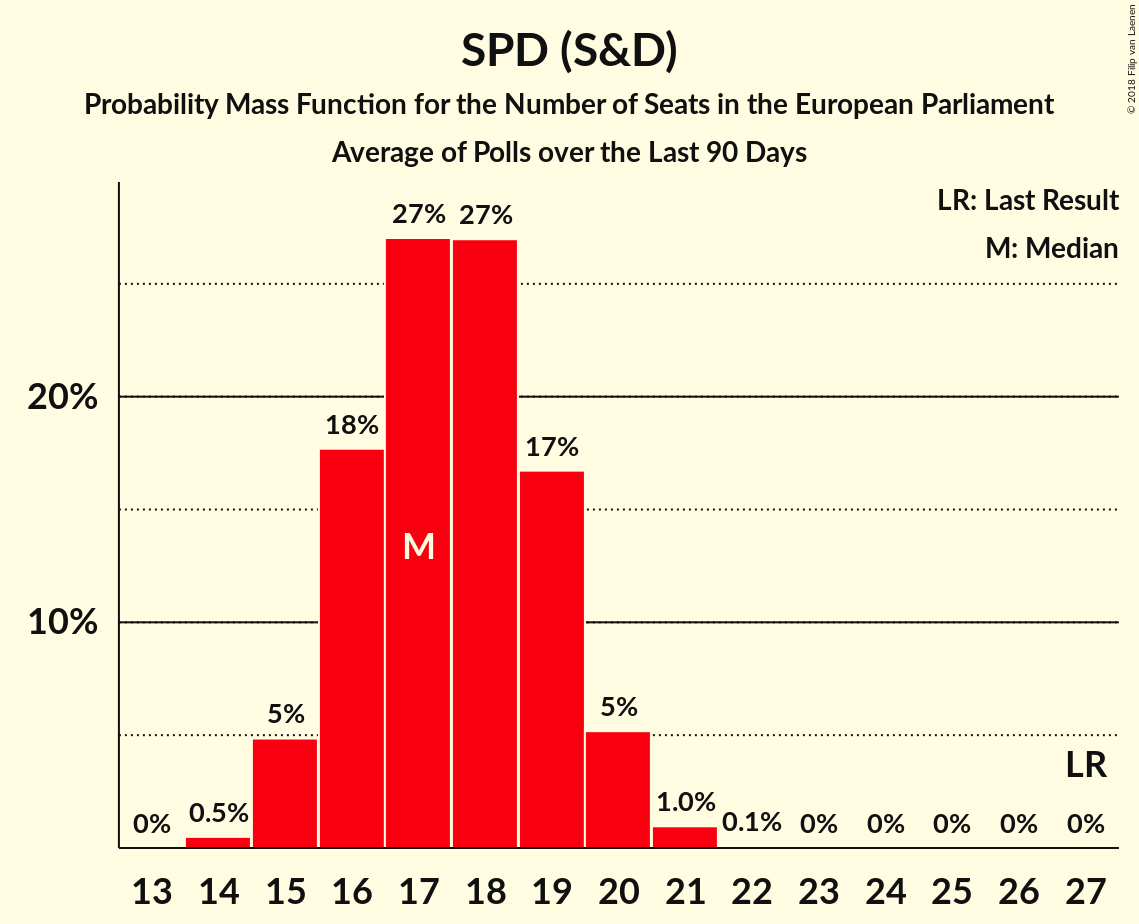 SPD (S&D)
Probability Mass Function for the Number of Seats in the European Parliament
Average of Polls over the Last 90 Days
© 2018 Filip van Laenen
LR: Last Result
M: Median
27% 27%
20%
18%
17%
M
10%
5%
5%
LR
0% 0.5% 1.0% 0.1% 0% 0% 0% 0% 0%
13 14 15 16 17 18 19 20 21 22 23 24 25 26 27